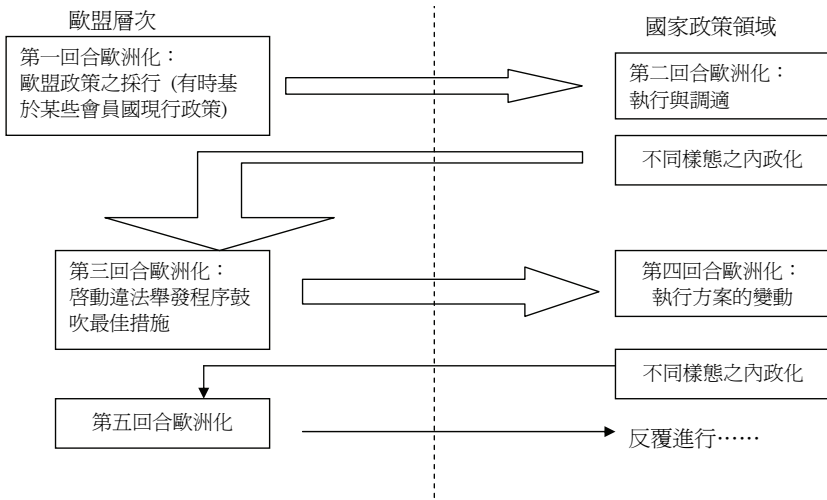 歐盟層次
國家政策領域
第一回合歐洲化：
歐盟政策之採行 (有時基
於某些會員國現行政策)
第二回合歐洲化：
執行與調適
不同樣態之內政化
第三回合歐洲化：
啓動違法舉發程序鼓
吹最佳措施
第四回合歐洲化：
執行方案的變動
不同樣態之內政化
第五回合歐洲化
反覆進行……